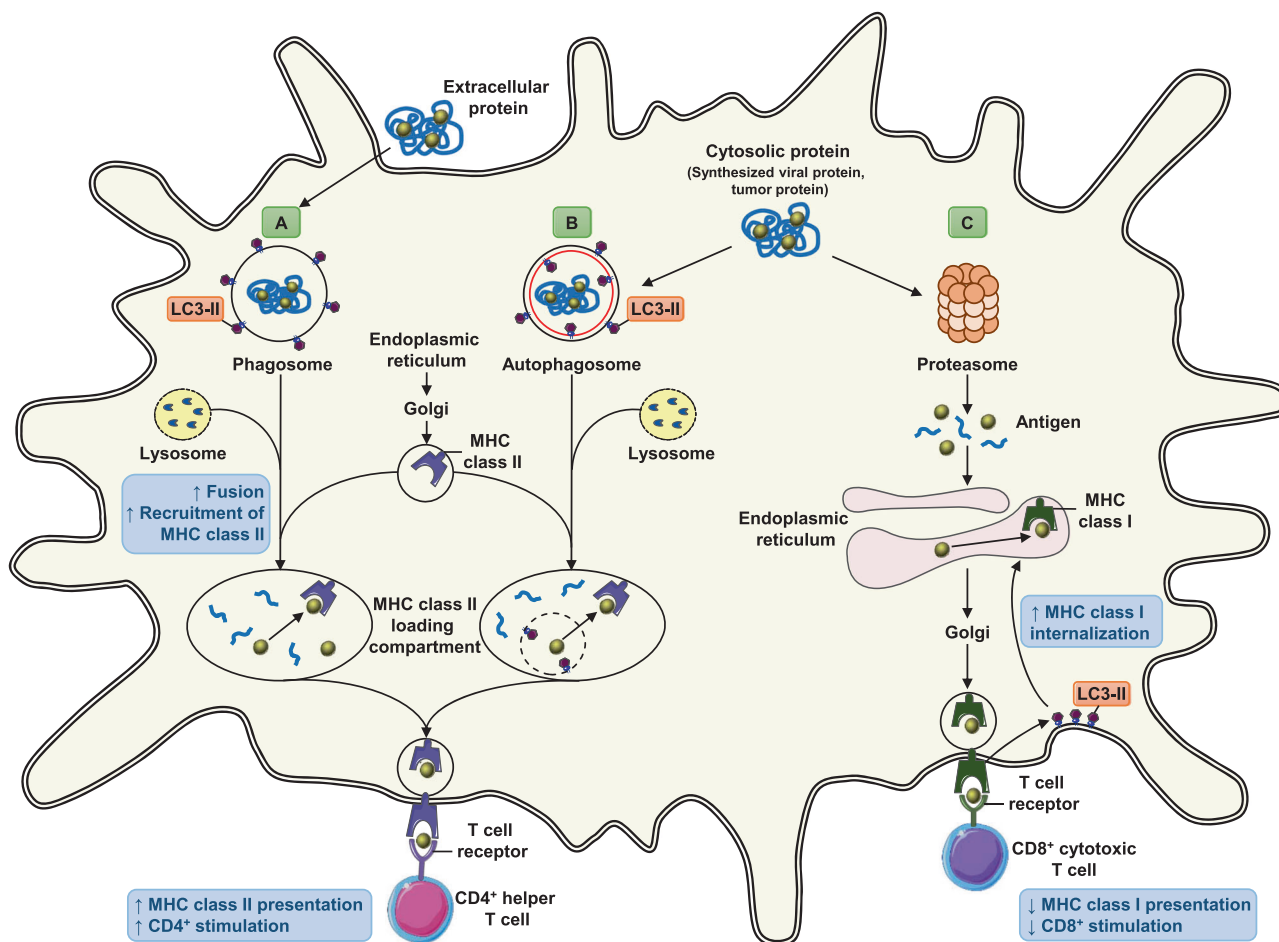 Extracellular
protein
Cytosolic protein
(Synthesized viral protein,
tumor protein)
A
B
C
LC3-II
LC3-II
Phagosome
Endoplasmic
reticulum
Autophagosome
Proteasome
Golgi
Antigen
Lysosome
MHC
class II
Lysosome
↑ Fusion
↑ Recruitment of
MHC class II
Endoplasmic
reticulum
MHC
class I
MHC class II
loading
compartment
↑ MHC class I
internalization
Golgi
LC3-II
T cell
receptor
T cell
receptor
CD4⁺ helper
T cell
CD8⁺ cytotoxic
T cell
↑ MHC class II presentation
↑ CD4⁺ stimulation
↓ MHC class I presentation
↓ CD8⁺ stimulation